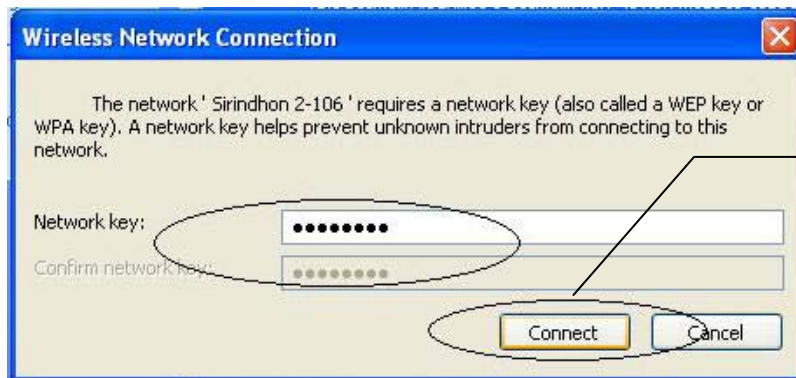 Wireless Network Connection
The network ' Sirindhon 2-106 ' requires a network key (also called a WEP key or
WPA key). A network key helps prevent unknown intruders from connecting to this
network.
Network key: ••••••••
Confirm network key: ••••••••
Connect Cancel